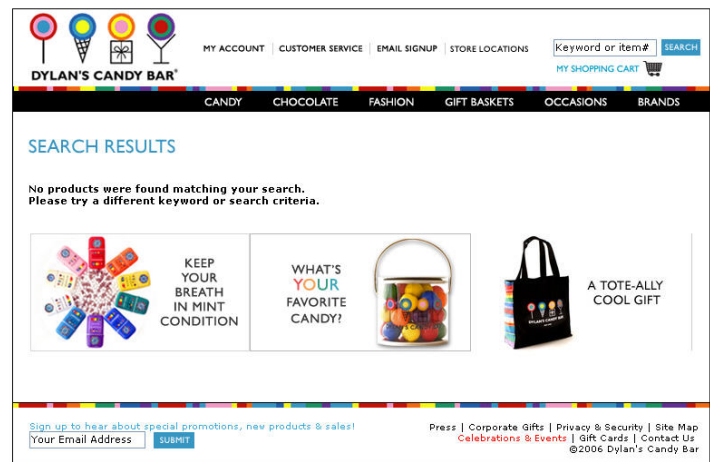 DYLAN'S CANDY BAR®
MY ACCOUNT | CUSTOMER SERVICE | EMAIL SIGNUP | STORE LOCATIONS
Keyword or item# SEARCH
MY SHOPPING CART
CANDY CHOCOLATE FASHION GIFT BASKETS OCCASIONS BRANDS
SEARCH RESULTS
No products were found matching your search.
Please try a different keyword or search criteria.
KEEP
YOUR
BREATH
IN MINT
CONDITION
WHAT'S
YOUR
FAVORITE
CANDY?
DYLAN'S CANDY BAR
A TOTE-ALLY
COOL GIFT
DYLAN'S CANDY BAR
Sign up to hear about special promotions, new products & sales!
Your Email Address SUBMIT
Press | Corporate Gifts | Privacy & Security | Site Map
Celebrations & Events | Gift Cards | Contact Us
©2006 Dylan's Candy Bar